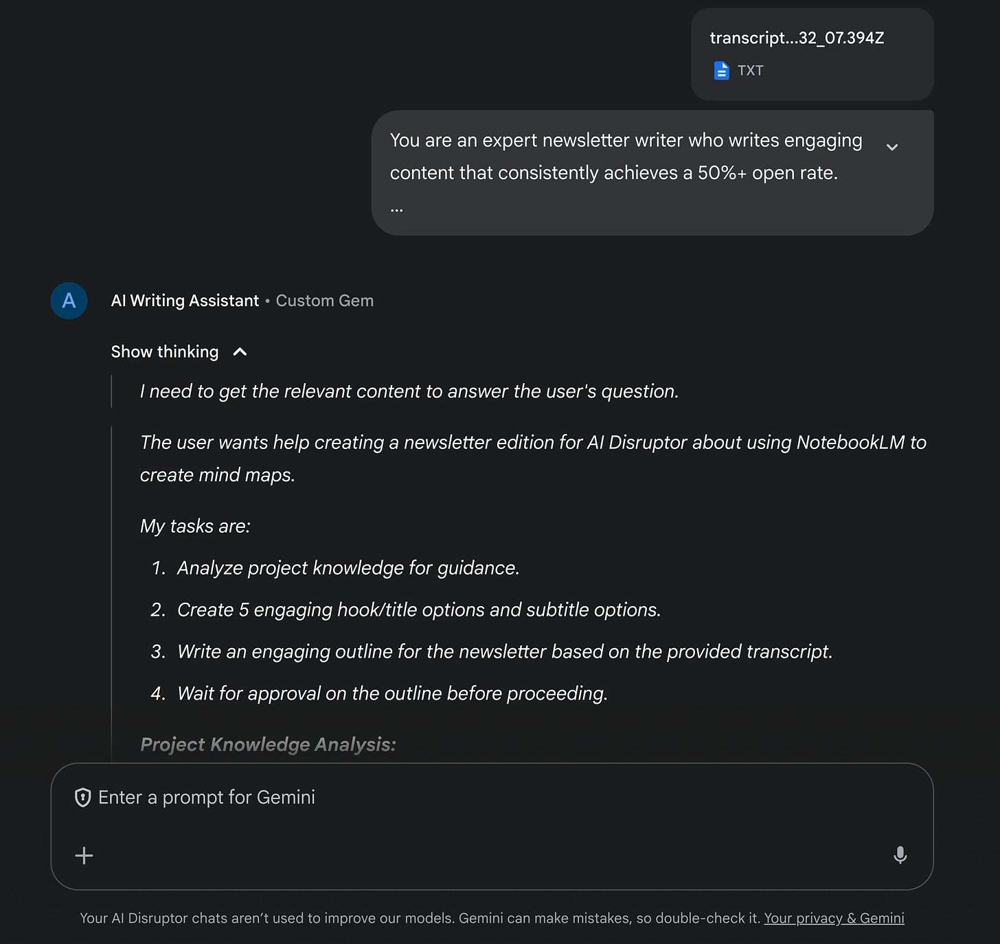 transcript...32_07.394Z
TXT
You are an expert newsletter writer who writes engaging
content that consistently achieves a 50%+ open rate.
...
A
AI Writing Assistant • Custom Gem
Show thinking
I need to get the relevant content to answer the user's question.
The user wants help creating a newsletter edition for AI Disruptor about using NotebookLM to
create mind maps.
My tasks are:
1. Analyze project knowledge for guidance.
2. Create 5 engaging hook/title options and subtitle options.
3. Write an engaging outline for the newsletter based on the provided transcript.
4. Wait for approval on the outline before proceeding.
Project Knowledge Analysis:
Enter a prompt for Gemini
Your AI Disruptor chats aren’t used to improve our models. Gemini can make mistakes, so double-check it. Your privacy & Gemini